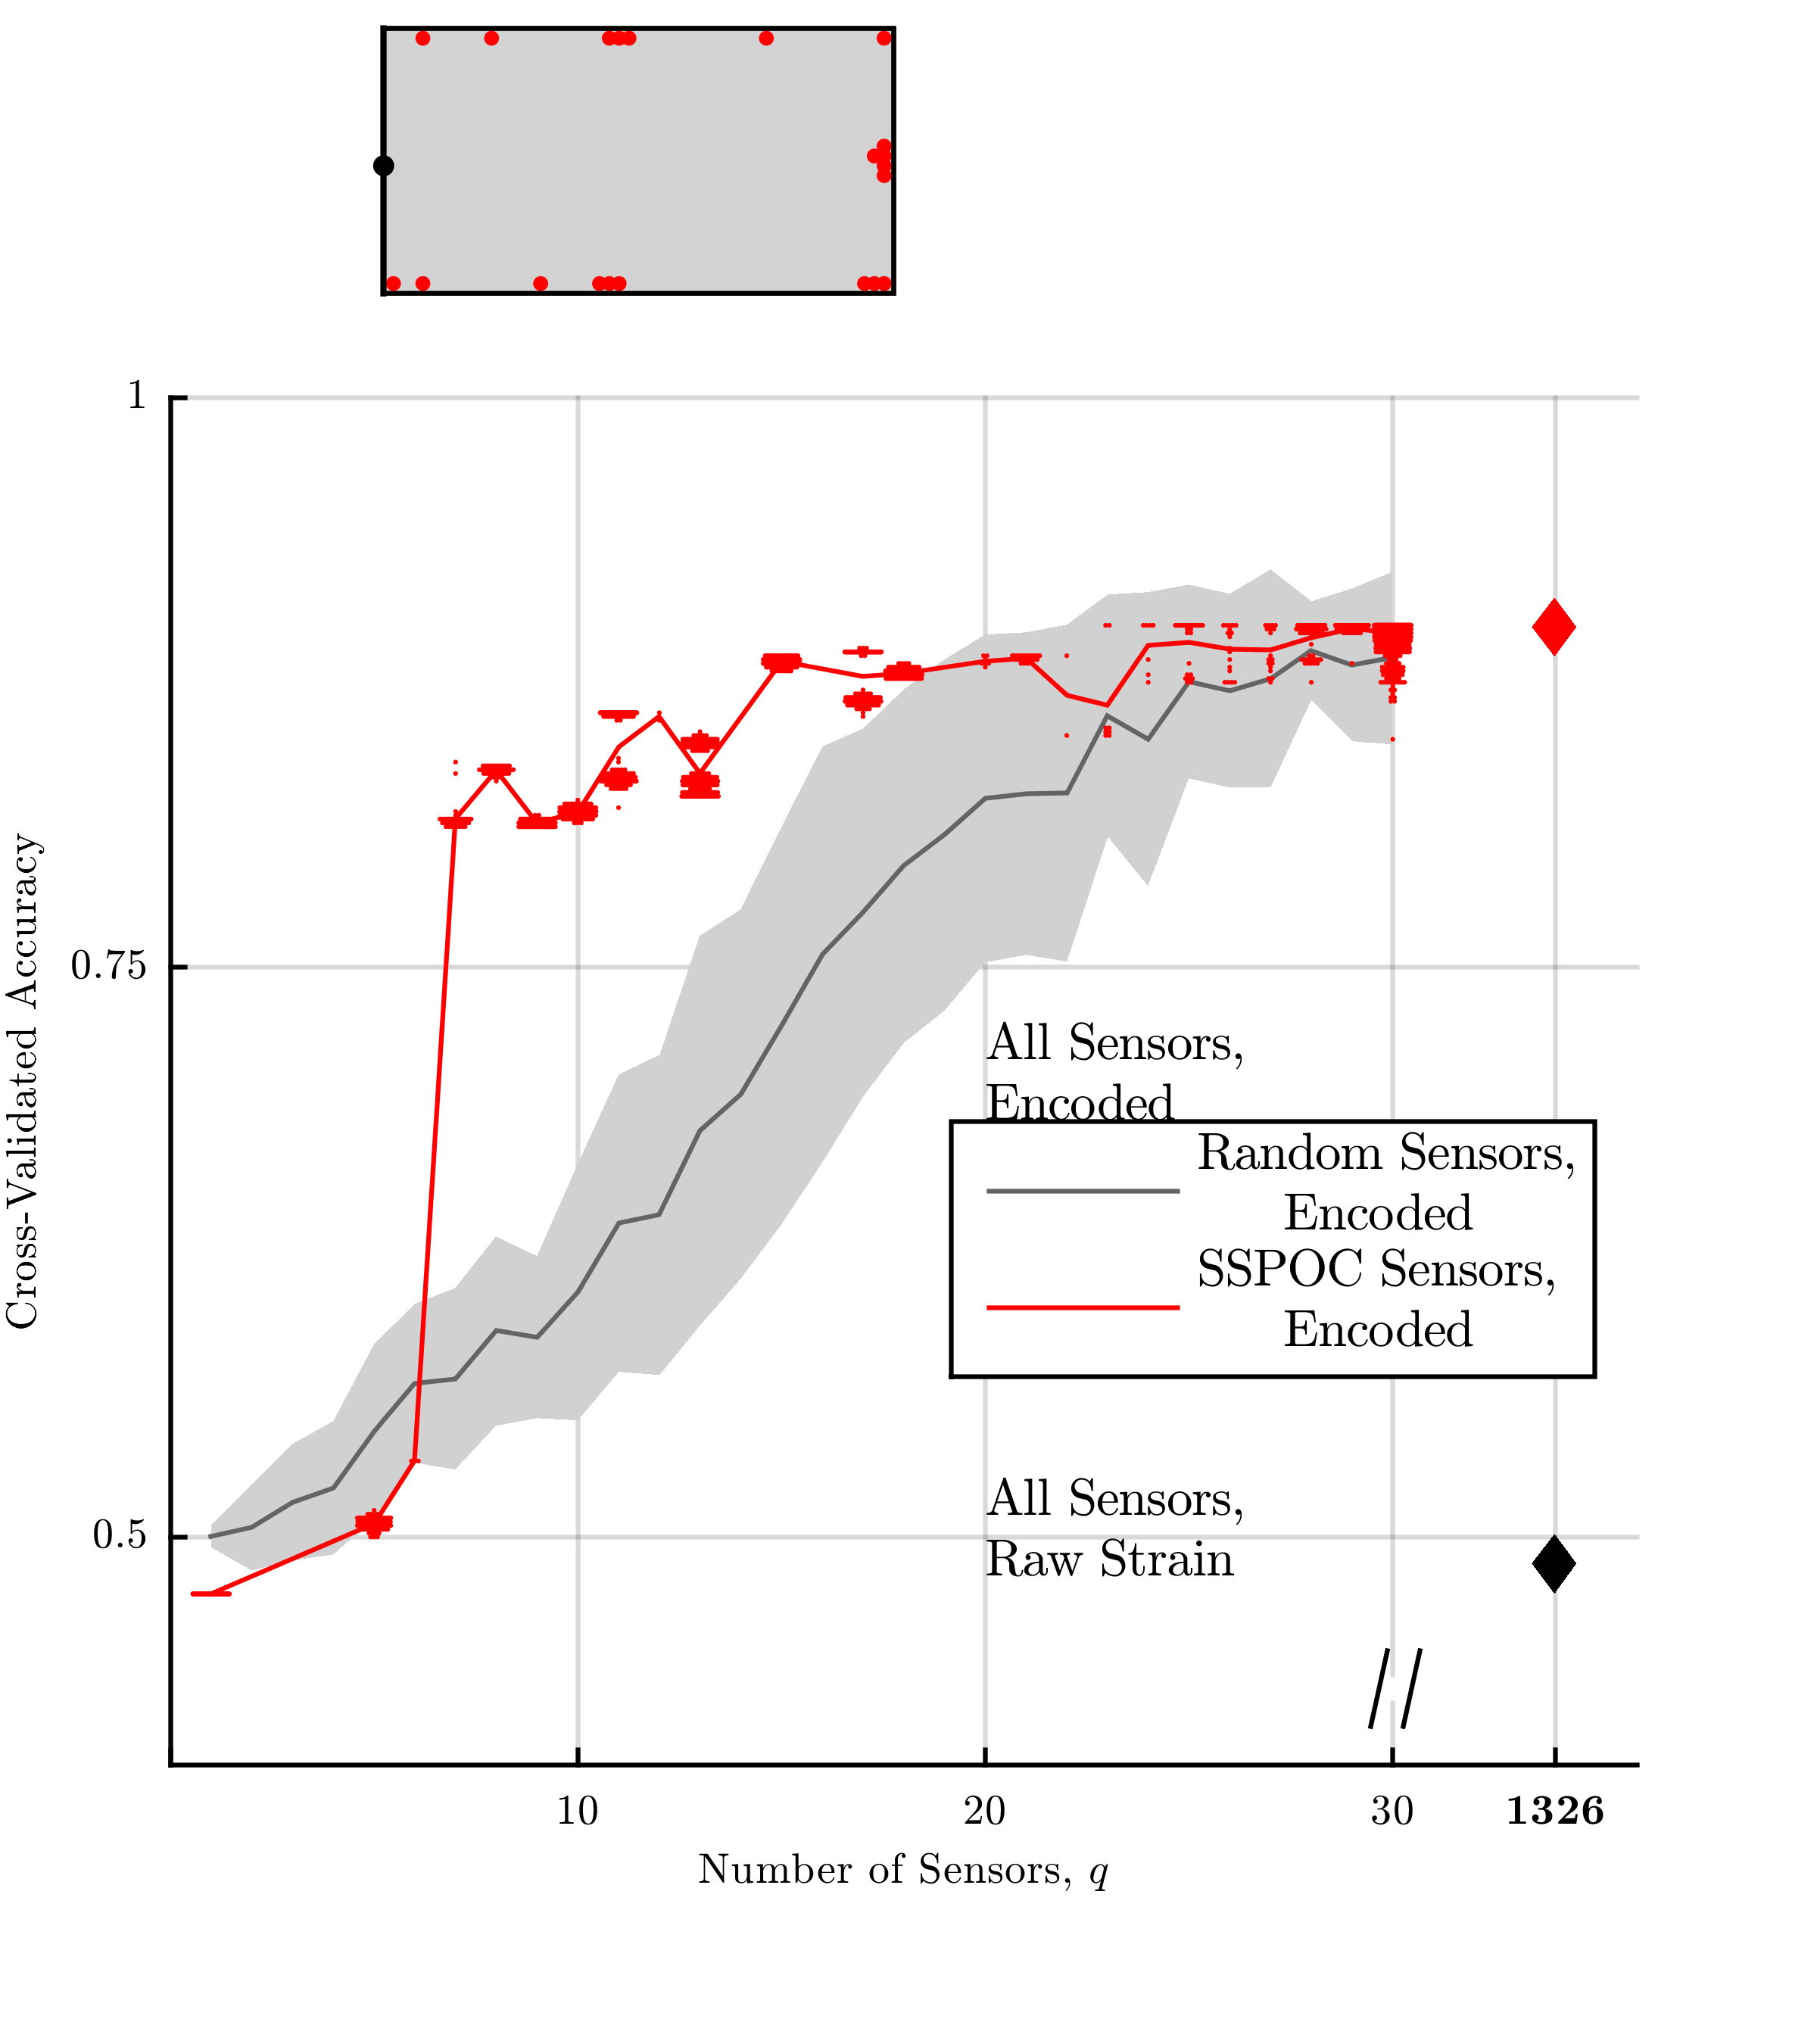 1
0.75
0.5
Cross-Validated Accuracy
All Sensors,
Encoded
Random Sensors,
Encoded
SSPOC Sensors,
Encoded
All Sensors,
Raw Strain
10
20
30
1326
Number of Sensors, q